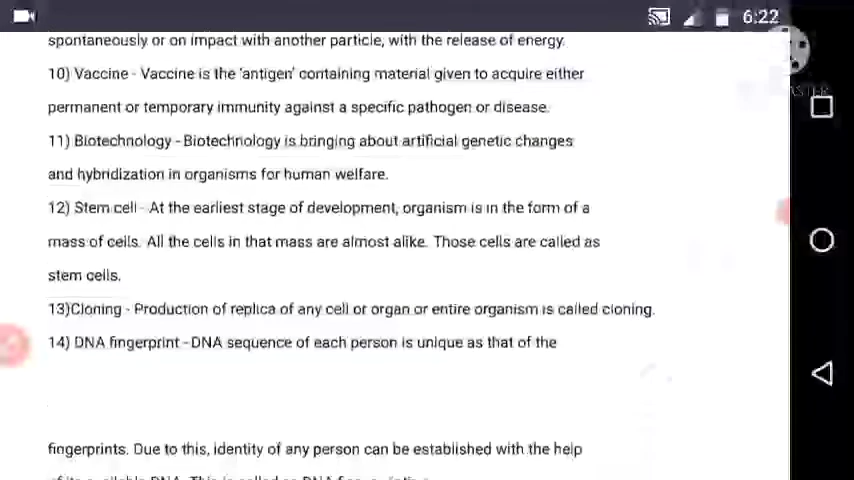 6:22
spontaneously or on impact with another particle, with the release of energy.
10) Vaccine - Vaccine is the 'antigen' containing material given to acquire either
permanent or temporary immunity against a specific pathogen or disease.
11) Biotechnology - Biotechnology is bringing about artificial genetic changes
and hybridization in organisms for human welfare.
12) Stem cell - At the earliest stage of development, organism is in the form of a
mass of cells. All the cells in that mass are almost alike. Those cells are called as
stem cells.
13)Cloning - Production of replica of any cell or organ or entire organism is called cloning.
14) DNA fingerprint - DNA sequence of each person is unique as that of the
fingerprints. Due to this, identity of any person can be established with the help